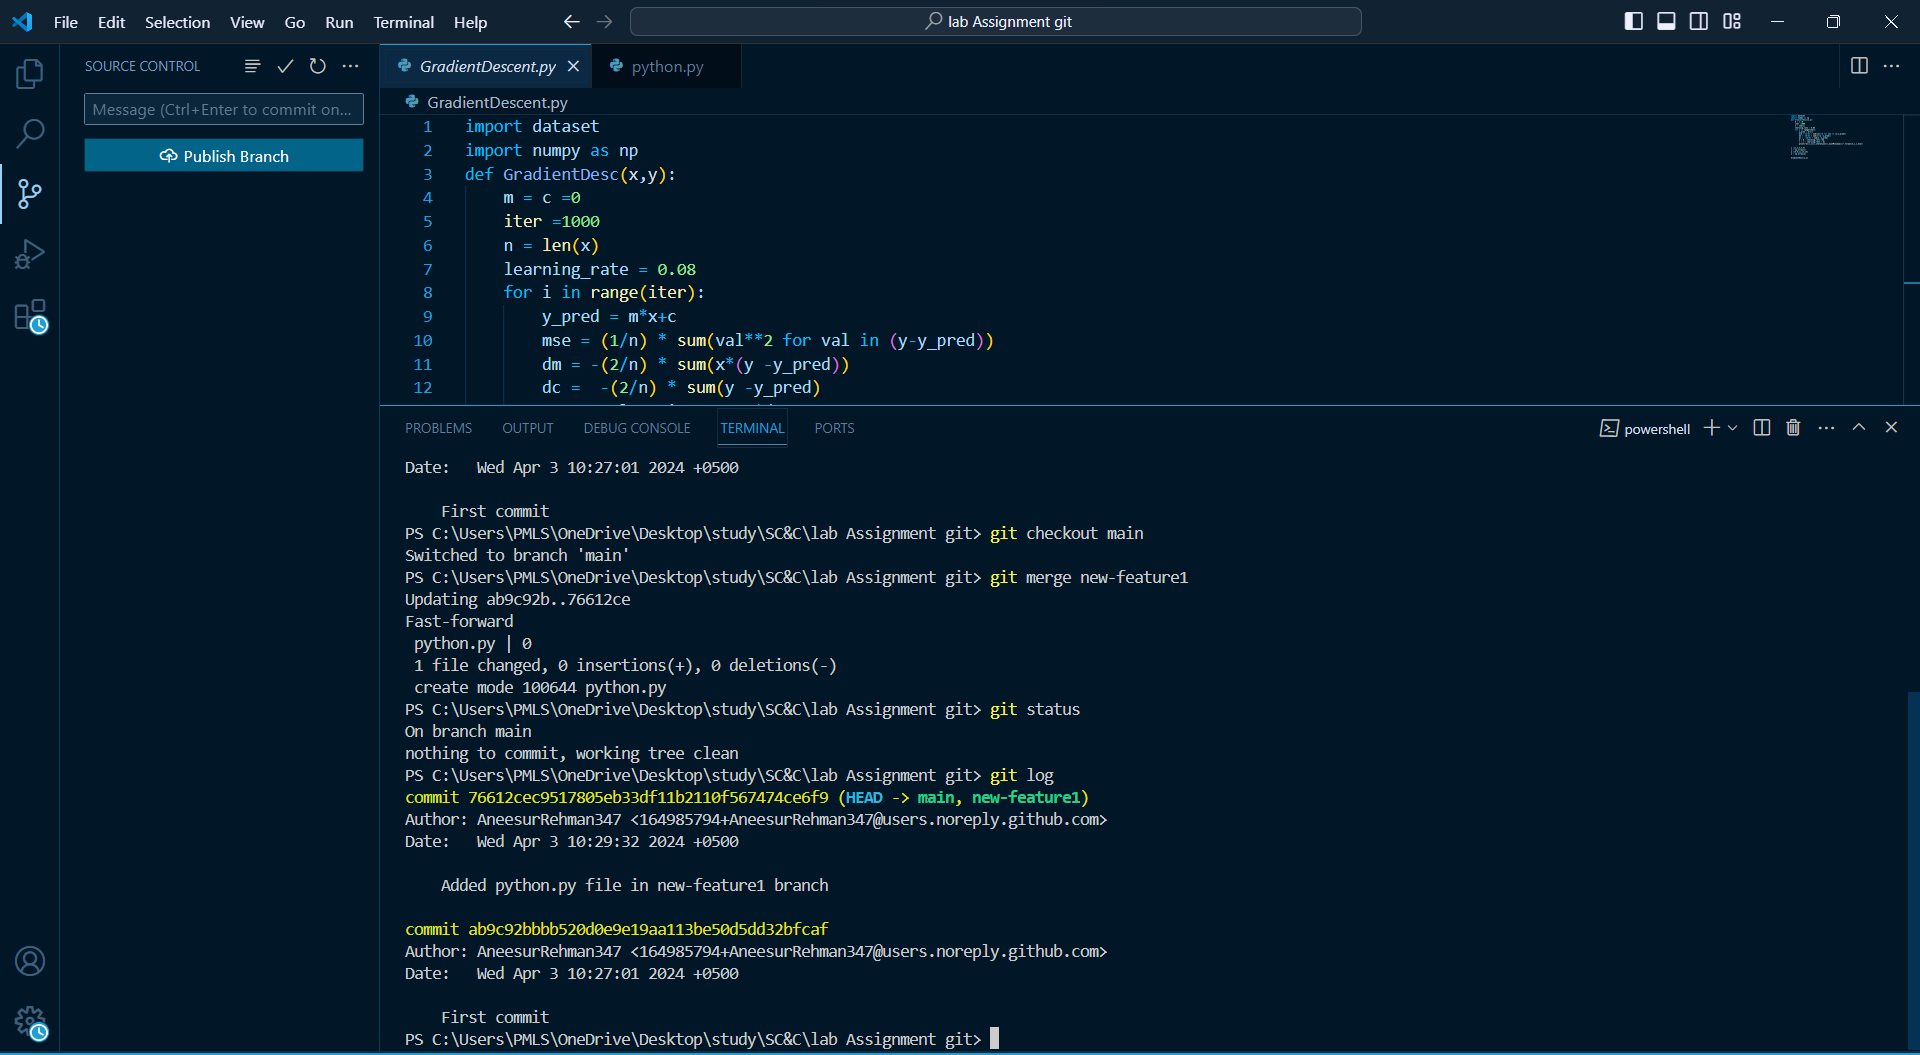 File Edit Selection View Go Run Terminal Help
lab Assignment git
SOURCE CONTROL
Message (Ctrl+Enter to commit on...
Publish Branch
GradientDescent.py
python.py
GradientDescent.py
1 import dataset
2 import numpy as np
3 def GradientDesc(x,y):
4 m = c =0
5 iter =1000
6 n = len(x)
7 learning_rate = 0.08
8 for i in range(iter):
9 y_pred = m*x+c
10 mse = (1/n) * sum(val**2 for val in (y-y_pred))
11 dm = -(2/n) * sum(x*(y -y_pred))
12 dc =  -(2/n) * sum(y -y_pred)
PROBLEMS OUTPUT DEBUG CONSOLE TERMINAL PORTS
powershell
Date:   Wed Apr 3 10:27:01 2024 +0500
First commit
PS C:\Users\PMLS\OneDrive\Desktop\study\SC&C\lab Assignment git> git checkout main
Switched to branch 'main'
PS C:\Users\PMLS\OneDrive\Desktop\study\SC&C\lab Assignment git> git merge new-feature1
Updating ab9c92b..76612ce
Fast-forward
python.py | 0
1 file changed, 0 insertions(+), 0 deletions(-)
create mode 100644 python.py
PS C:\Users\PMLS\OneDrive\Desktop\study\SC&C\lab Assignment git> git status
On branch main
nothing to commit, working tree clean
PS C:\Users\PMLS\OneDrive\Desktop\study\SC&C\lab Assignment git> git log
commit 76612cec9517805eb33df11b2110f567474ce6f9 (HEAD -> main, new-feature1)
Author: AneesurRehman347 <164985794+AneesurRehman347@users.noreply.github.com>
Date:   Wed Apr 3 10:29:32 2024 +0500
Added python.py file in new-feature1 branch
commit ab9c92bbbb520d0e9e19aa113be50d5dd32bfcaf
Author: AneesurRehman347 <164985794+AneesurRehman347@users.noreply.github.com>
Date:   Wed Apr 3 10:27:01 2024 +0500
First commit
PS C:\Users\PMLS\OneDrive\Desktop\study\SC&C\lab Assignment git>